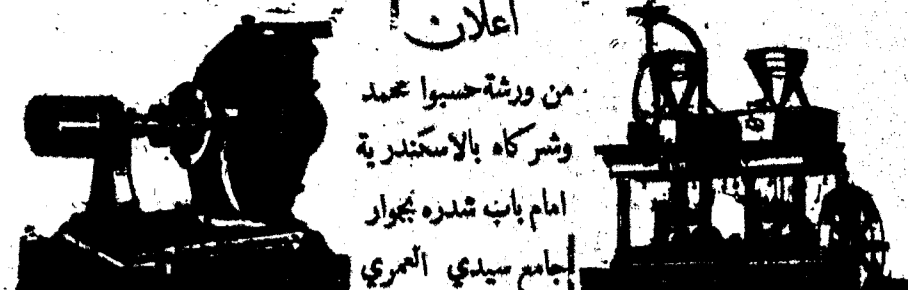 اعلان
من ورشة حسبوا محمد
وشركاه بالاسكندرية
امام باب شدره بجوار
جامع سيدي العمري